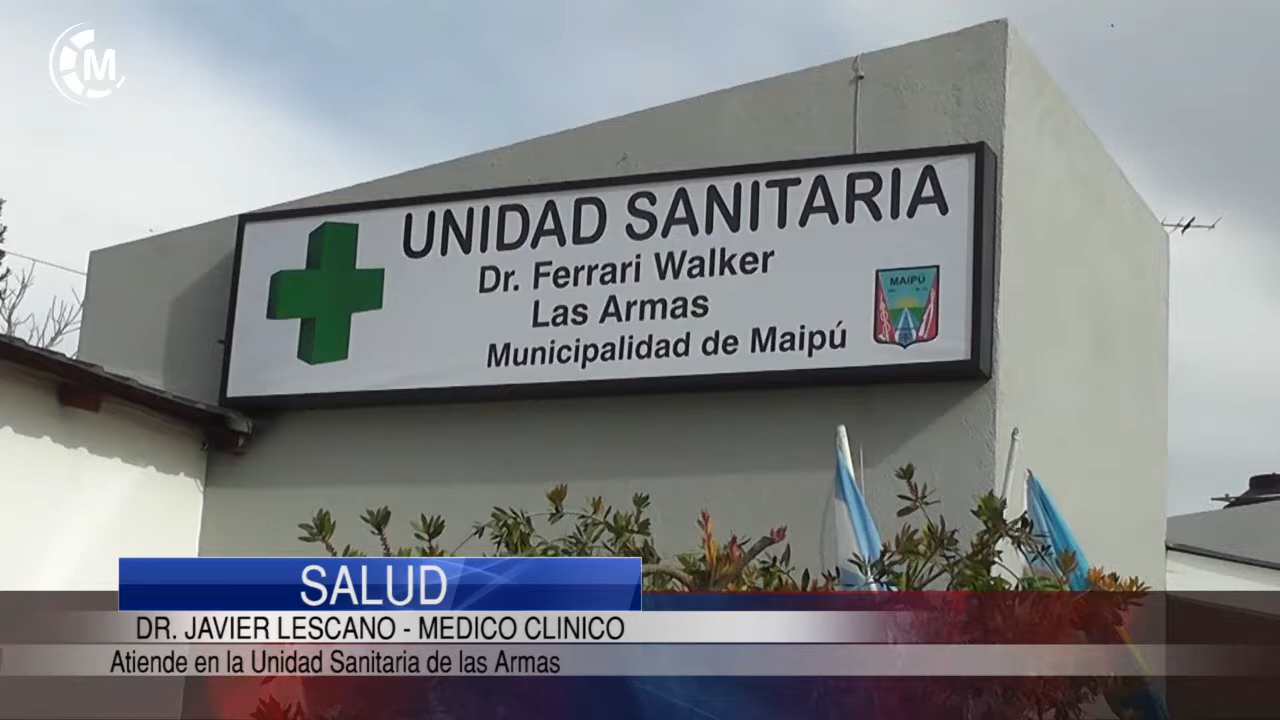 M
UNIDAD SANITARIA
Dr. Ferrari Walker
Las Armas
Municipalidad de Maipú
MAIPÚ
SALUD
DR. JAVIER LESCANO - MEDICO CLINICO
Atiende en la Unidad Sanitaria de las Armas